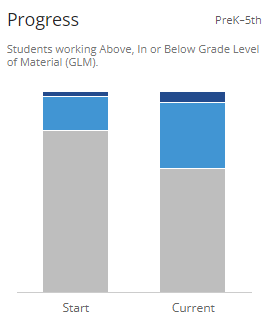 Progress PreK–5th
Students working Above, In or Below Grade Level
of Material (GLM).
Start Current